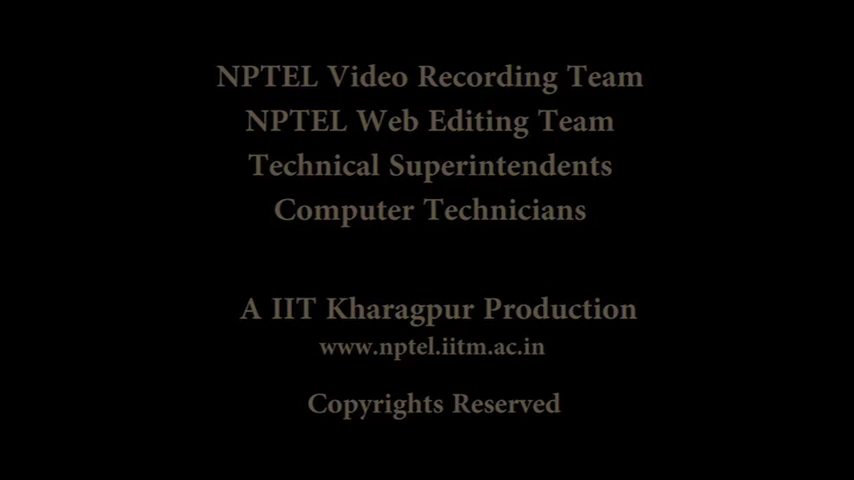 NPTEL Video Recording Team
NPTEL Web Editing Team
Technical Superintendents
Computer Technicians
A IIT Kharagpur Production
www.nptel.iitm.ac.in
Copyrights Reserved